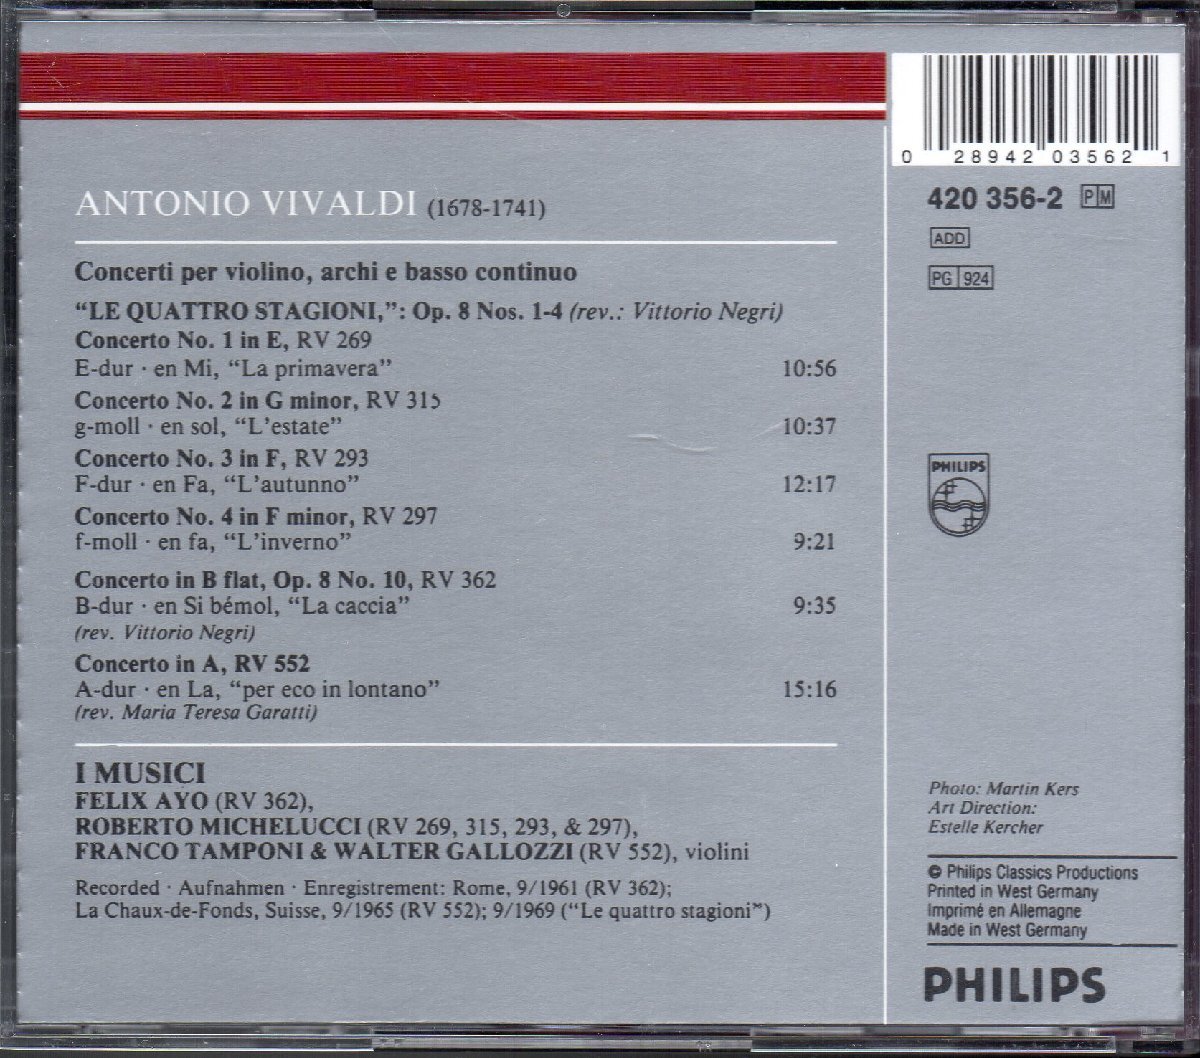 ANTONIO VIVALDI (1678-1741)
Concerti per violino, archi e basso continuo
“LE QUATTRO STAGIONI,”: Op. 8 Nos. 1-4 (rev.: Vittorio Negri)
Concerto No. 1 in E, RV 269
E-dur · en Mi, “La primavera” 10:56
Concerto No. 2 in G minor, RV 315
g-moll · en sol, “L'estate” 10:37
Concerto No. 3 in F, RV 293
F-dur · en Fa, “L'autunno” 12:17
Concerto No. 4 in F minor, RV 297
f-moll · en fa, “L'inverno” 9:21
Concerto in B flat, Op. 8 No. 10, RV 362
B-dur · en Si bémol, “La caccia” 9:35
(rev. Vittorio Negri)
Concerto in A, RV 552
A-dur · en La, “per eco in lontano” 15:16
(rev. Maria Teresa Garatti)
I MUSICI
FELIX AYO (RV 362),
ROBERTO MICHELUCCI (RV 269, 315, 293, & 297),
FRANCO TAMPONI & WALTER GALLOZZI (RV 552), violini
Recorded · Aufnahmen · Enregistrement: Rome, 9/1961 (RV 362);
La Chaux-de-Fonds, Suisse, 9/1965 (RV 552); 9/1969 (“Le quattro stagioni”)
0 28942 03562 1
420 356-2 PM
ADD
PG 924
PHILIPS
Photo: Martin Kers
Art Direction:
Estelle Kercher
© Philips Classics Productions
Printed in West Germany
Imprimé en Allemagne
Made in West Germany
PHILIPS